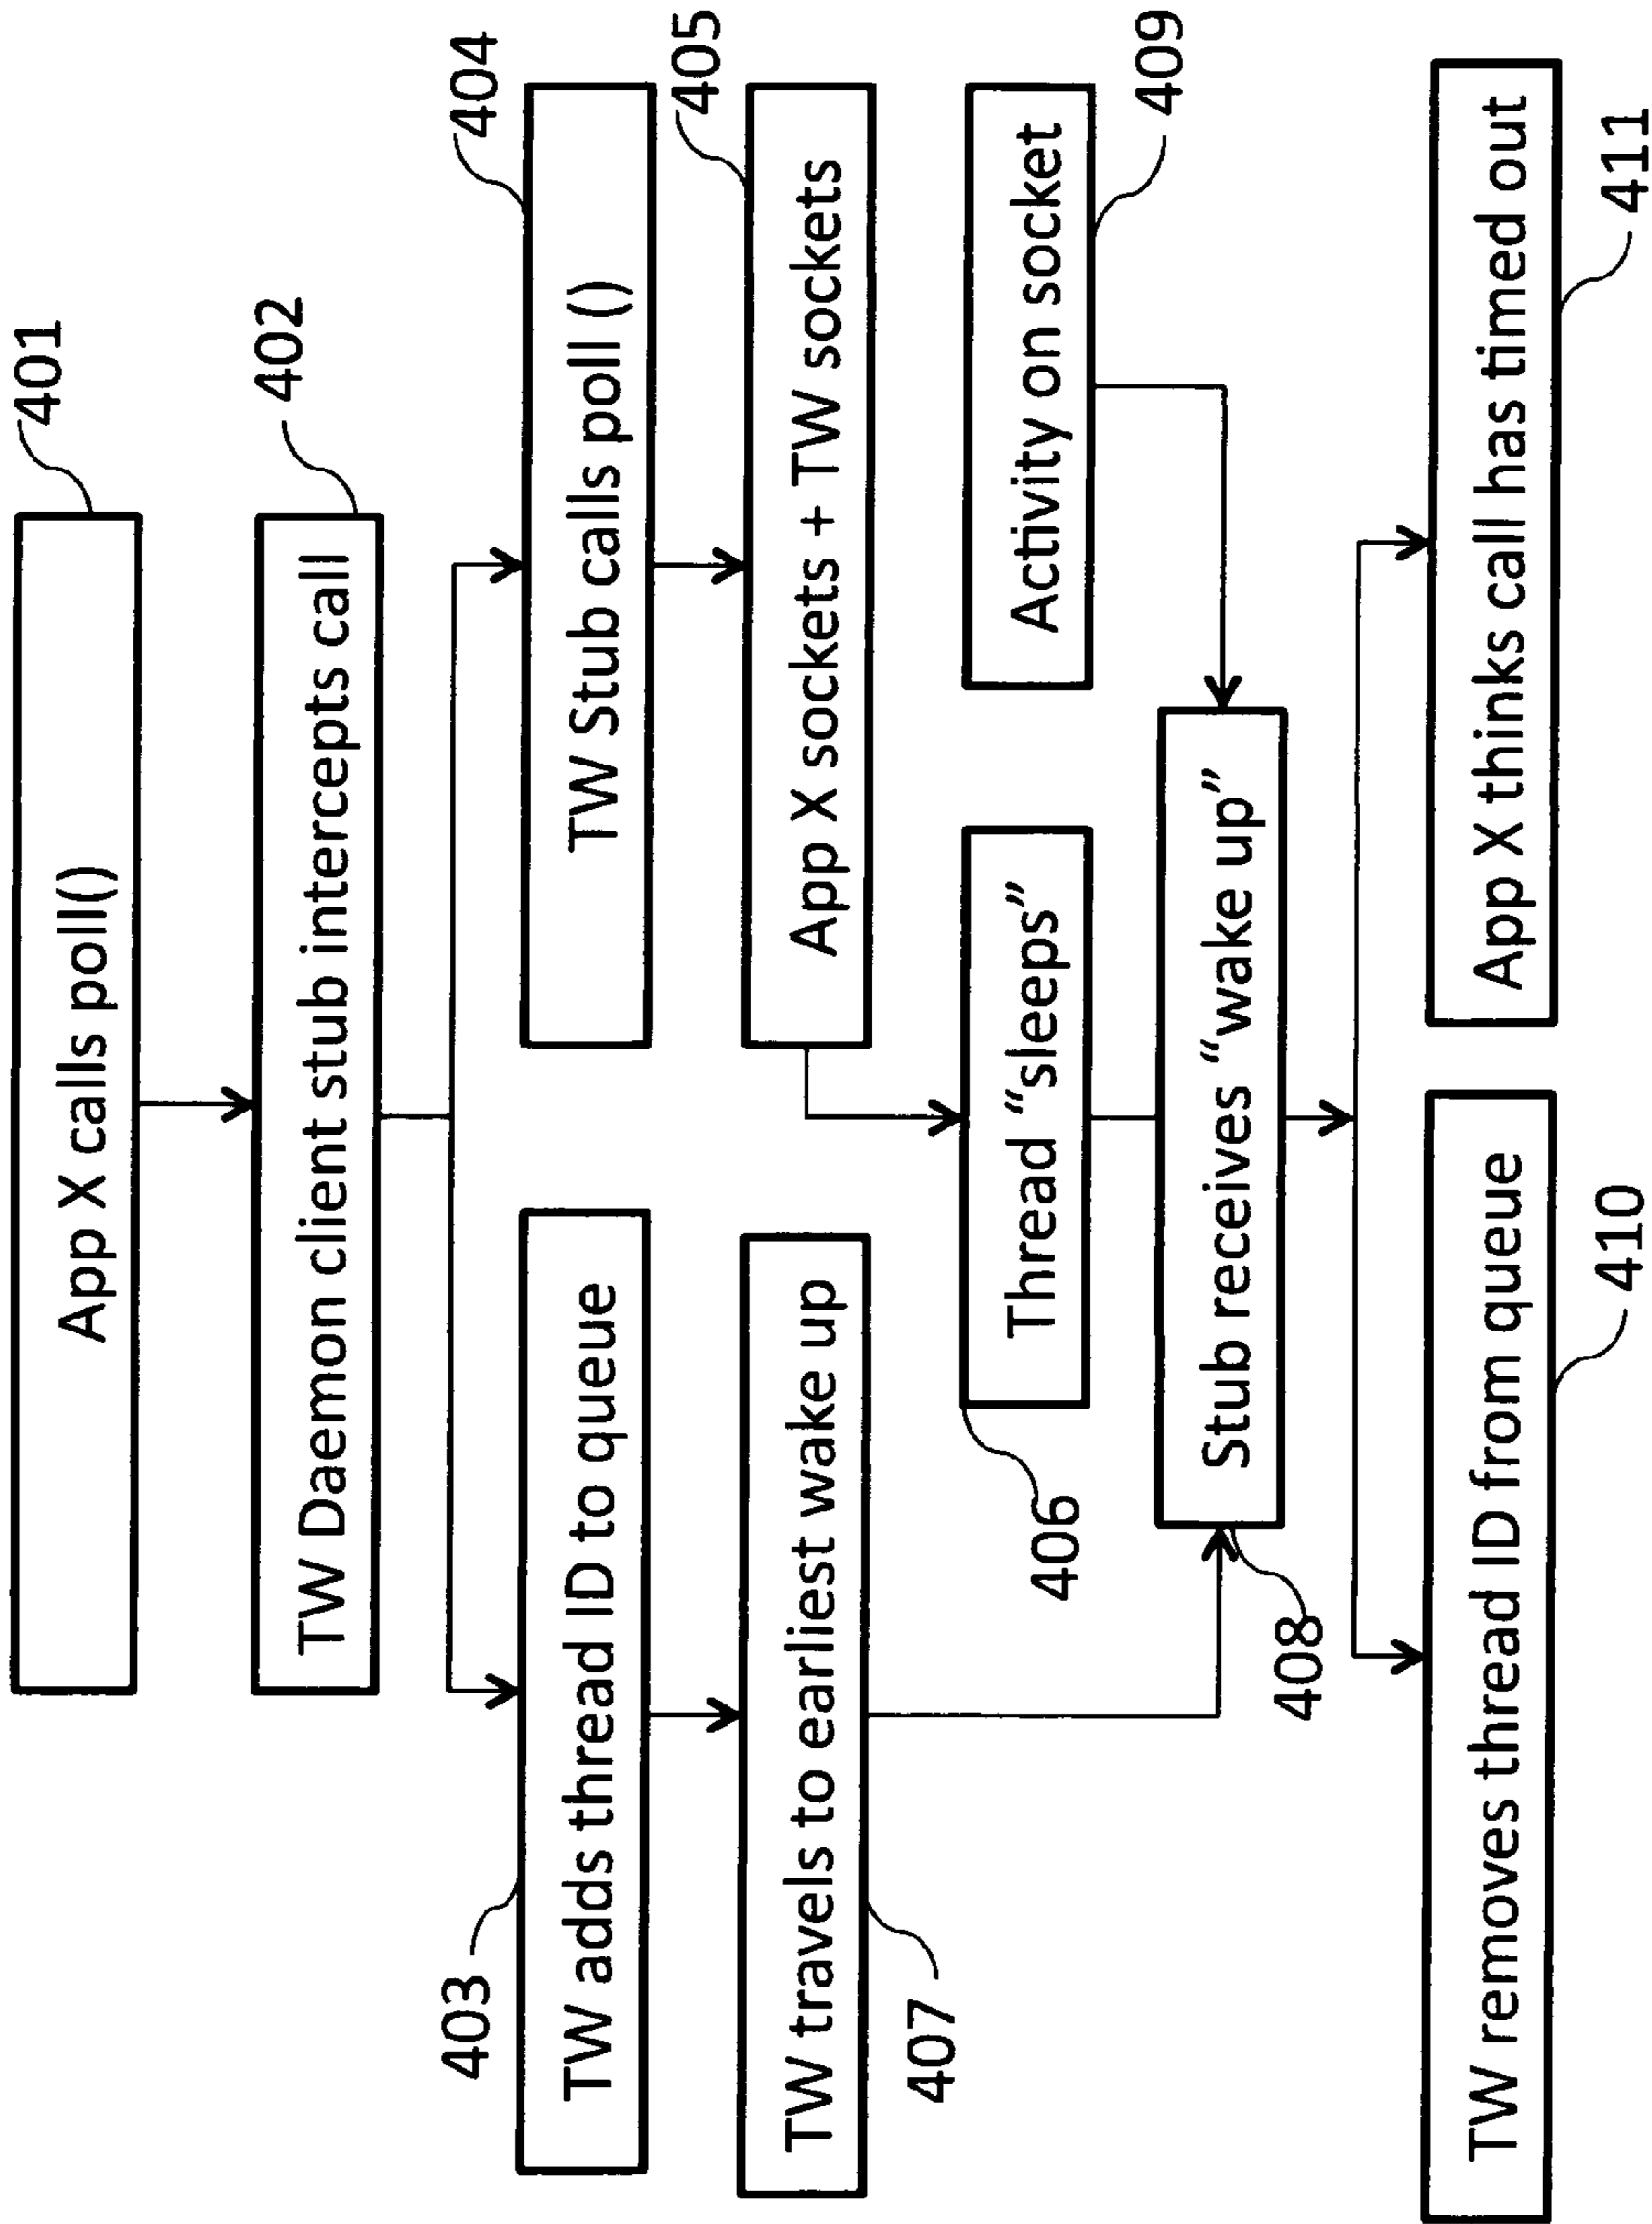 App X calls poll()
401
TW Daemon client stub intercepts call
402
403
TW adds thread ID to queue
TW Stub calls poll ()
404
TW travels to earliest wake up
407
App X sockets + TW sockets
405
Thread “sleeps”
406
Activity on socket
409
Stub receives “wake up”
408
TW removes thread ID from queue
410
App X thinks call has timed out
411